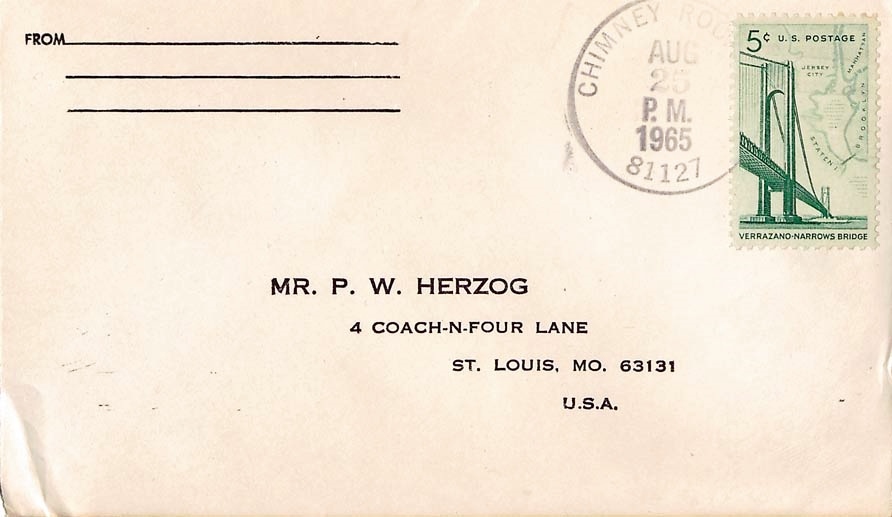 FROM
CHIMNEY ROCK
AUG
25
P.M.
1965
81127
5¢ U.S. POSTAGE
JERSEY
CITY
MANHATTAN
BROOKLYN
STATEN I.
VERRAZANO-NARROWS BRIDGE
MR. P. W. HERZOG
4 COACH-N-FOUR LANE
ST. LOUIS, MO. 63131
U.S.A.